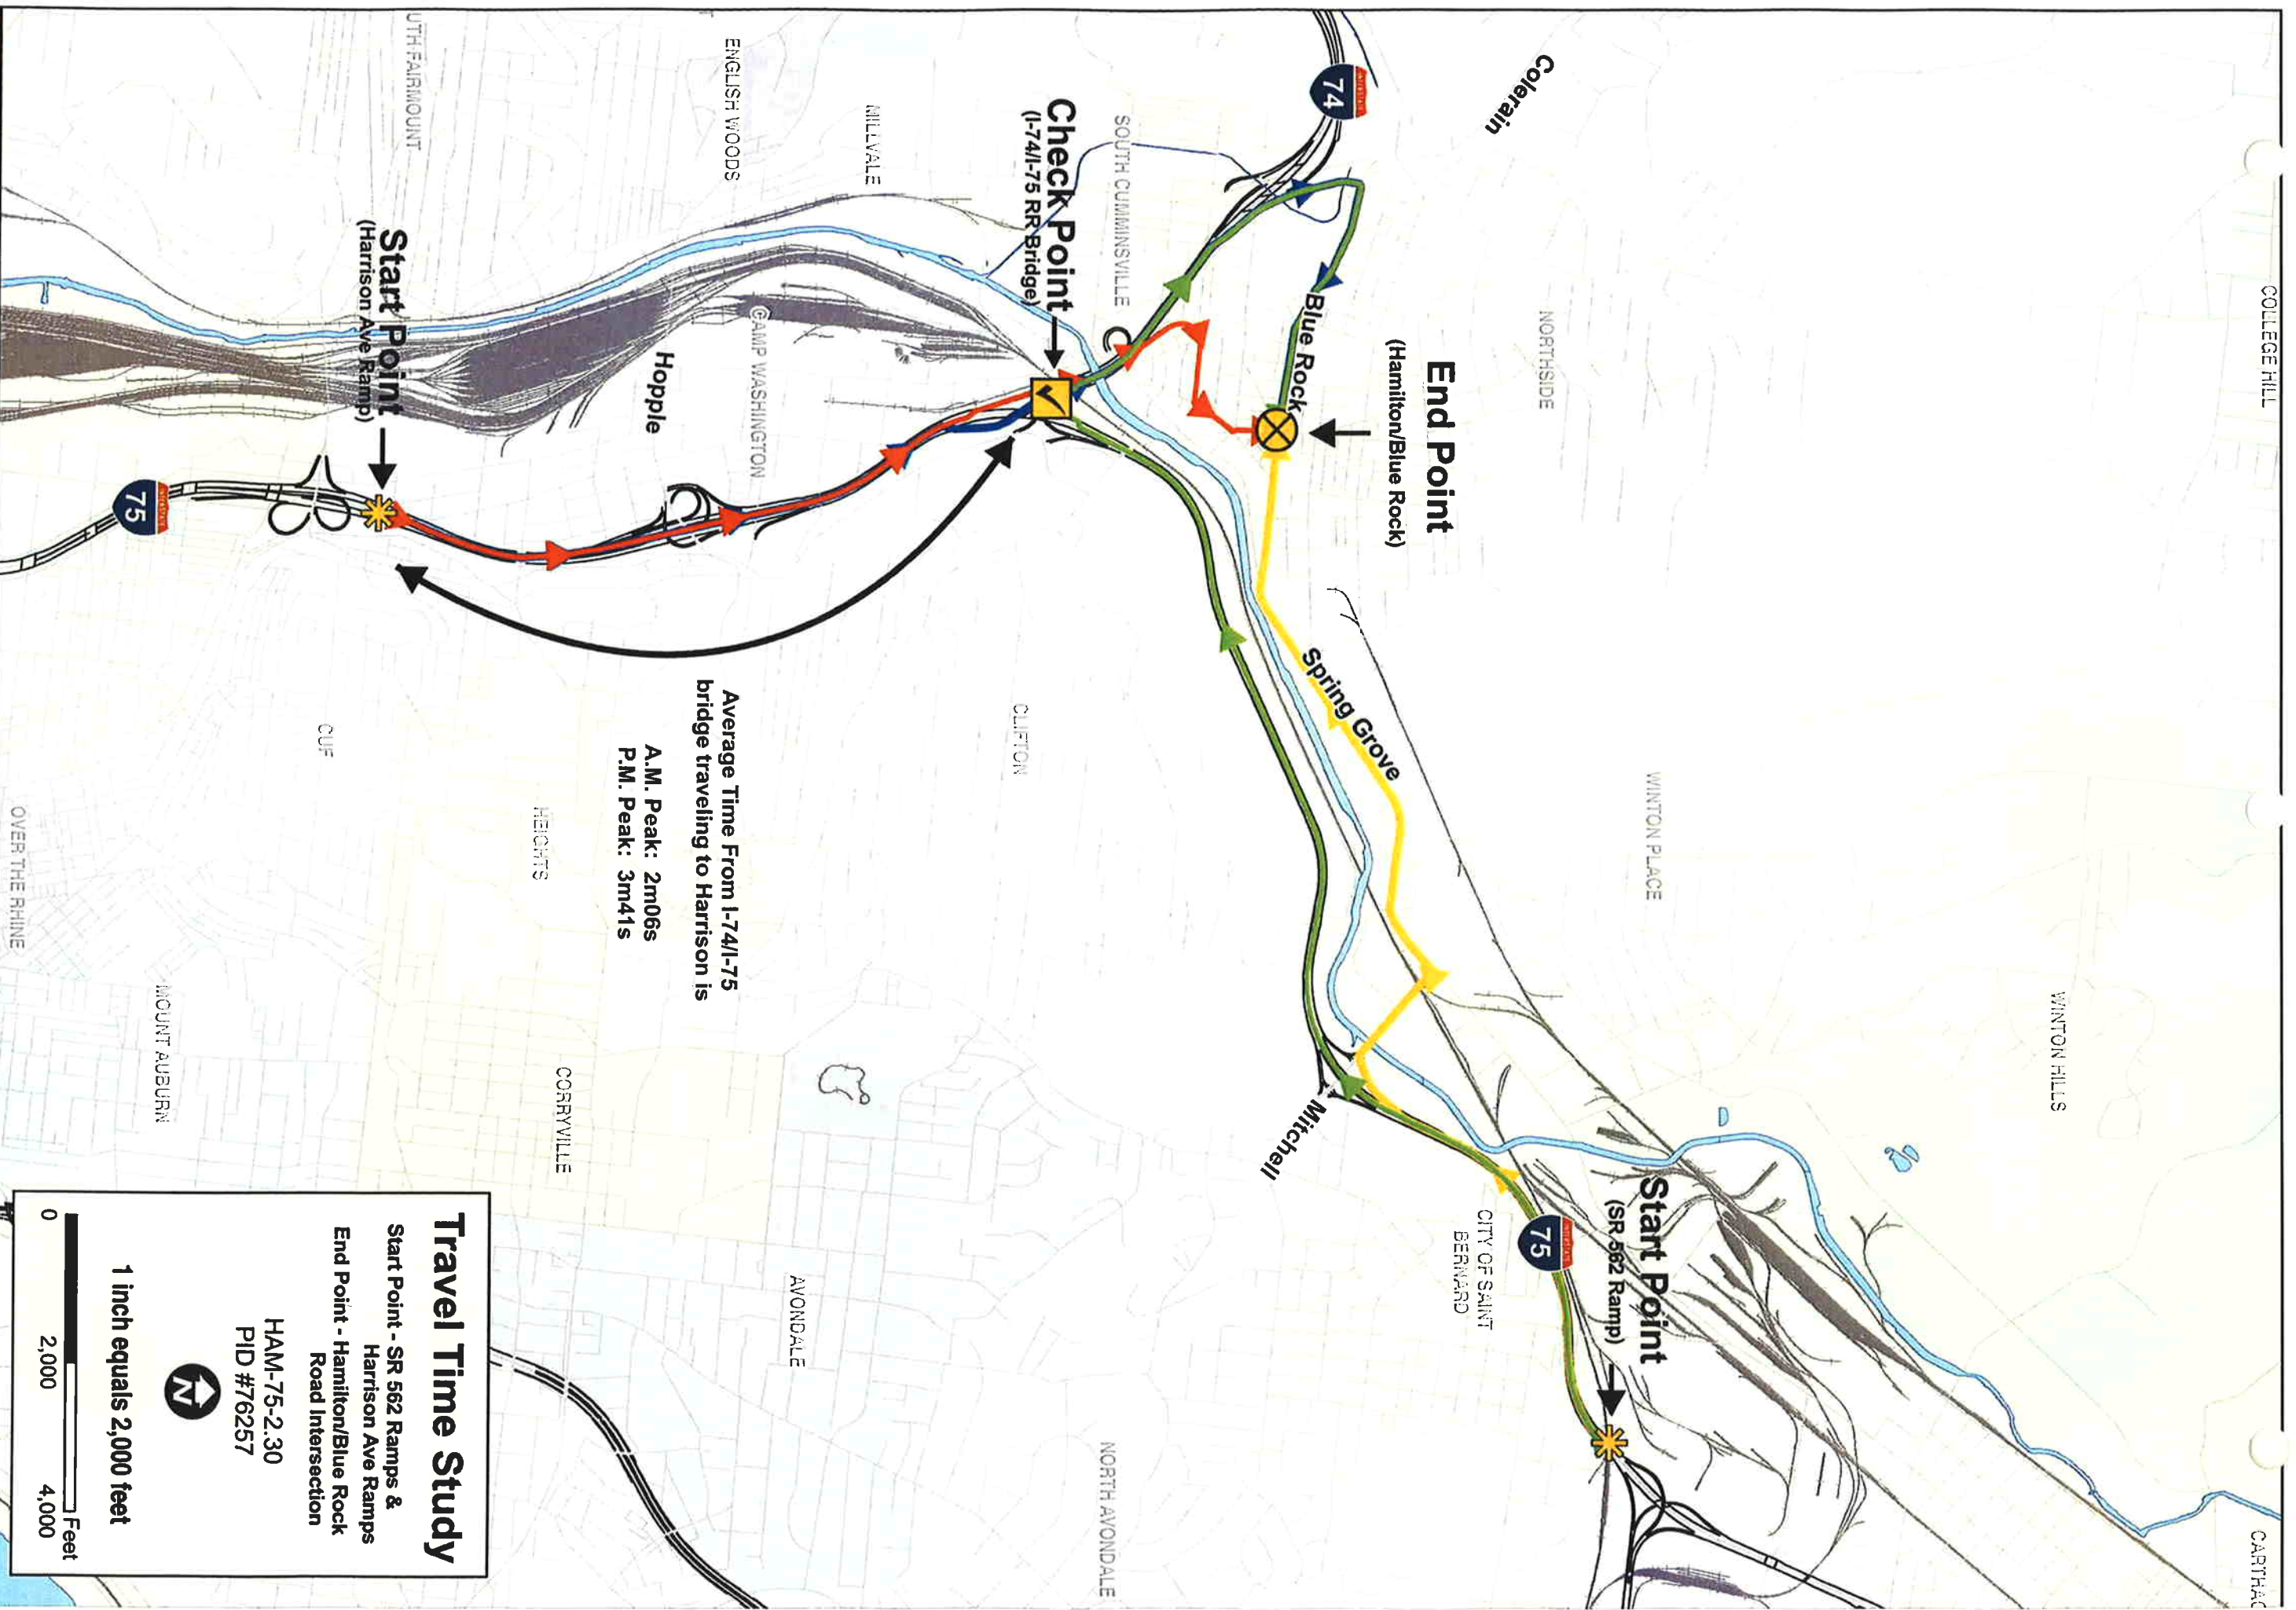 COLLEGE HILL
Colerain
NORTHSIDE
WINTON PLACE
WINTON HILLS
End Point
(Hamilton/Blue Rock)
INTERSTATE
74
Blue Rock
Spring Grove
Start Point
(SR 562 Ramp)
INTERSTATE
75
CITY OF SAINT
BERNARD
Mitchell
SOUTH CUMMINSVILLE
Check Point
(I-74/I-75 RR Bridge)
CLIFTON
NORTH AVONDALE
MILLVALE
ENGLISH WOODS
CAMP WASHINGTON
Hopple
Average Time From I-74/I-75
bridge traveling to Harrison is
A.M. Peak: 2m06s
P.M. Peak: 3m41s
AVONDALE
HEIGHTS
CORRYVILLE
UTH FAIRMOUNT
Start Point
(Harrison Ave Ramp)
CUF
INTERSTATE
75
MOUNT AUBURN
OVER THE RHINE
Travel Time Study
Start Point - SR 562 Ramps &
Harrison Ave Ramps
End Point - Hamilton/Blue Rock
Road Intersection
HAM-75-2.30
PID #76257
N
1 inch equals 2,000 feet
Feet
0 2,000 4,000